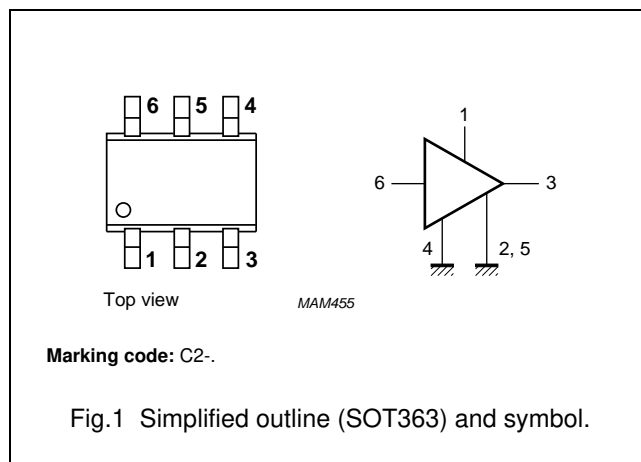 6 5 4
1 2 3
Top view
1
6
3
4
2, 5
MAM455
Marking code: C2-.
Fig.1 Simplified outline (SOT363) and symbol.